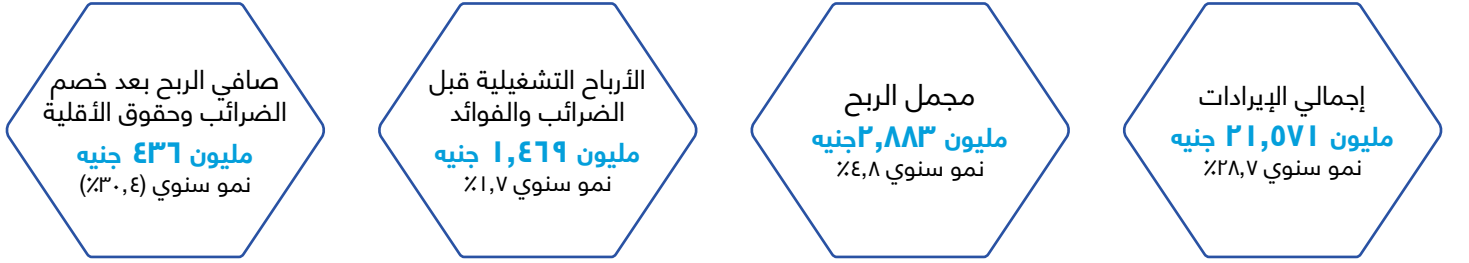 إجمالي الإيرادات
مليون ٢١,٥٧١ جنيه
نمو سنوي ٢٨,٧٪
مجمل الربح
مليون ٢,٨٨٣جنيه
نمو سنوي ٤,٨٪
الأرباح التشغيلية قبل
الضرائب والفوائد
مليون ١,٤٦٩ جنيه
نمو سنوي ١,٧٪
صافي الربح بعد خصم
الضرائب وحقوق الأقلية
مليون ٤٣٦ جنيه
نمو سنوي (٣٠,٤٪)